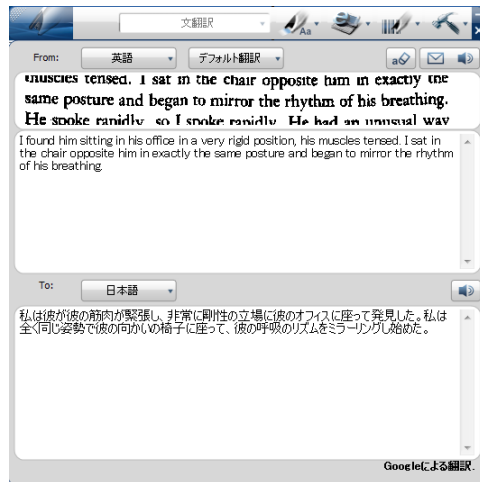 文翻訳
Aa
From:
英語
デフォルト翻訳
a
muscles tensed. I sat in the chair opposite him in exactly the
same posture and began to mirror the rhythm of his breathing.
He spoke rapidly, so I spoke rapidly. He had an unusual way
I found him sitting in his office in a very rigid position, his muscles tensed. I sat in
the chair opposite him in exactly the same posture and began to mirror the rhythm
of his breathing.
To:
日本語
私は彼が彼の筋肉が緊張し、非常に剛性の立場に彼のオフィスに座って発見した。私は
全く同じ姿勢で彼の向かいの椅子に座って、彼の呼吸のリズムをミラーリングし始めた。
Googleによる翻訳.